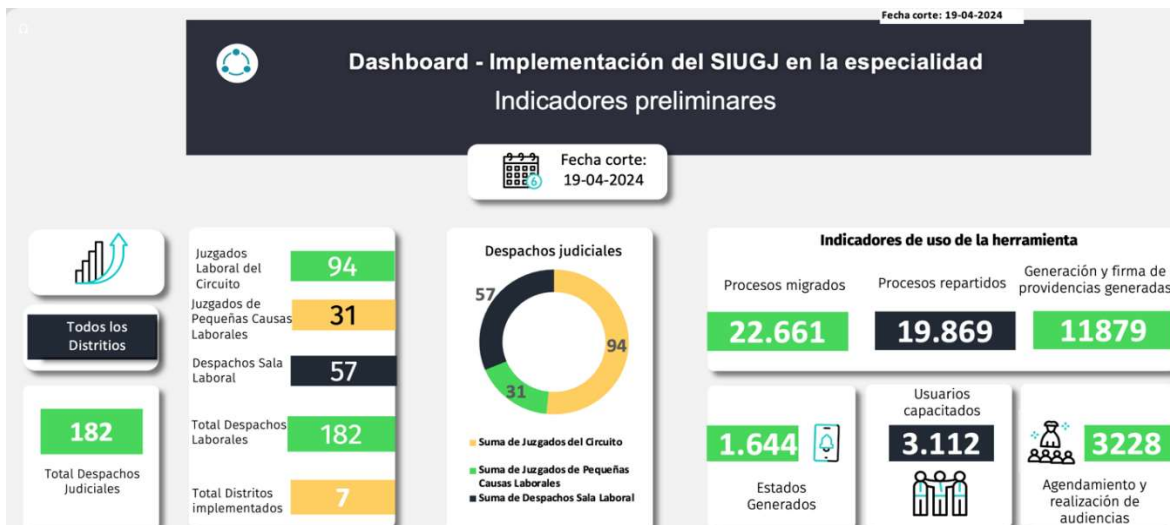 Fecha corte: 19-04-2024
Dashboard - Implementación del SIUGJ en la especialidad
Indicadores preliminares
6
Fecha corte:
19-04-2024
Todos los
Distritios
182
Total Despachos
Judiciales
Juzgados
Laboral del
Circuito
94
Juzgados de
Pequeñas Causas
Laborales
31
Despachos Sala
Laboral
57
Total Despachos
Laborales
182
Total Distritos
implementados
7
Despachos judiciales
57
94
31
Suma de Juzgados del Circuito
Suma de Juzgados de Pequeñas
Causas Laborales
Suma de Despachos Sala Laboral
Indicadores de uso de la herramienta
Procesos migrados
22.661
Procesos repartidos
19.869
Generación y firma de
providencias generadas
11879
1.644
Estados
Generados
Usuarios
capacitados
3.112
3228
Agendamiento y
realización de
audiencias